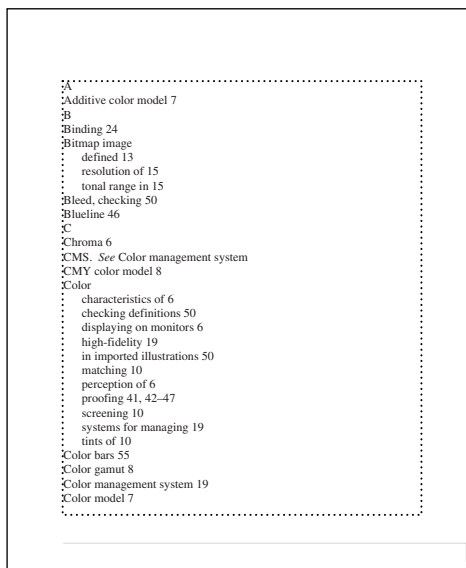 A
Additive color model 7
B
Binding 24
Bitmap image
defined 13
resolution of 15
tonal range in 15
Bleed, checking 50
Blueline 46
C
Chroma 6
CMS. See Color management system
CMY color model 8
Color
characteristics of 6
checking definitions 50
displaying on monitors 6
high-fidelity 19
in imported illustrations 50
matching 10
perception of 6
proofing 41, 42–47
screening 10
systems for managing 19
tints of 10
Color bars 55
Color gamut 8
Color management system 19
Color model 7